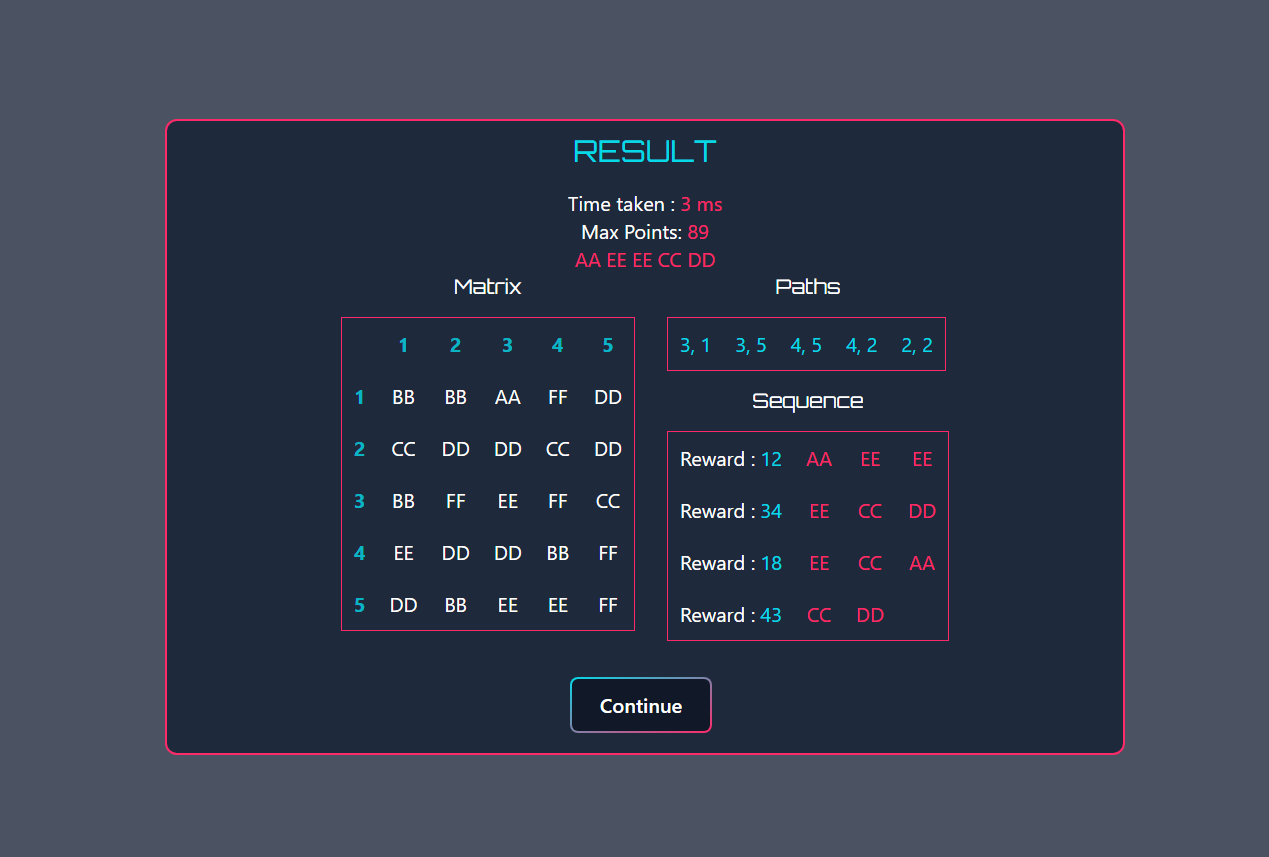 RESULT
Time taken : 3 ms
Max Points: 89
AA EE EE CC DD
Matrix
1 2 3 4 5
1 BB BB AA FF DD
2 CC DD DD CC DD
3 BB FF EE FF CC
4 EE DD DD BB FF
5 DD BB EE EE FF
Paths
3, 1 3, 5 4, 5 4, 2 2, 2
Sequence
Reward : 12 AA EE EE
Reward : 34 EE CC DD
Reward : 18 EE CC AA
Reward : 43 CC DD
Continue